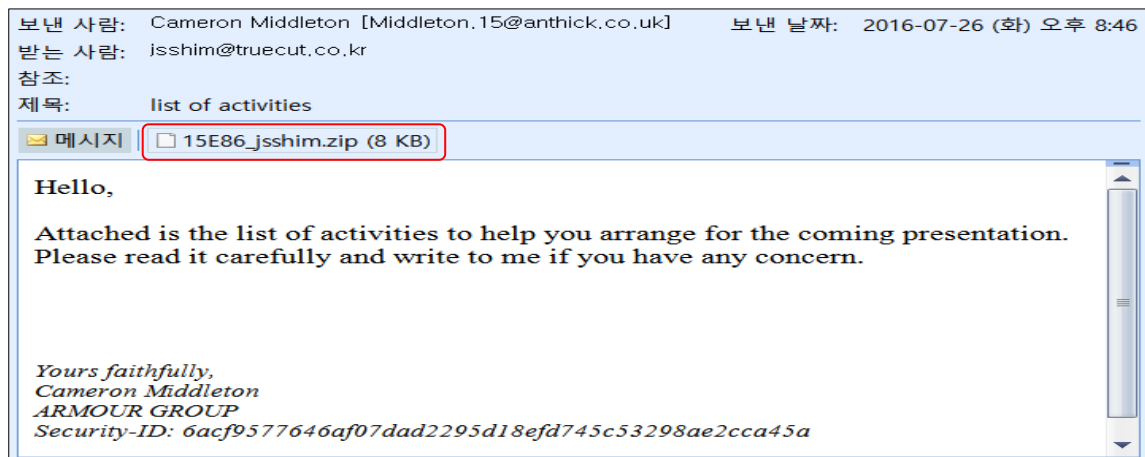 보낸 사람: Cameron Middleton [Middleton.15@anthick.co.uk] 보낸 날짜: 2016-07-26 (화) 오후 8:46
받는 사람: jsshim@truecut.co.kr
참조:
제목: list of activities
메시지 15E86_jsshim.zip (8 KB)
Hello,
Attached is the list of activities to help you arrange for the coming presentation.
Please read it carefully and write to me if you have any concern.
Yours faithfully,
Cameron Middleton
ARMOUR GROUP
Security-ID: 6acf9577646af07dad2295d18efd745c53298ae2cca45a